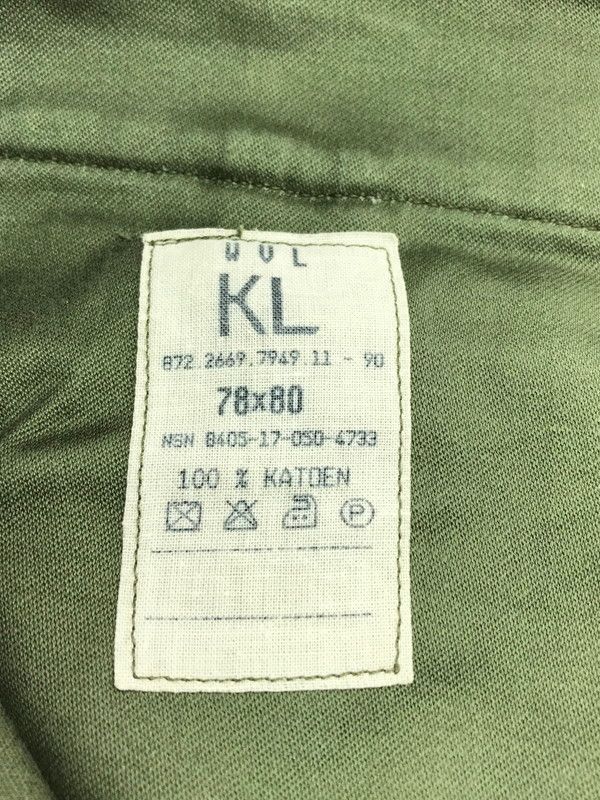 W V L
KL
872 2669.7949.11 - 90
78x80
NSN 8405-17-050-4733
100 % KATOEN
P